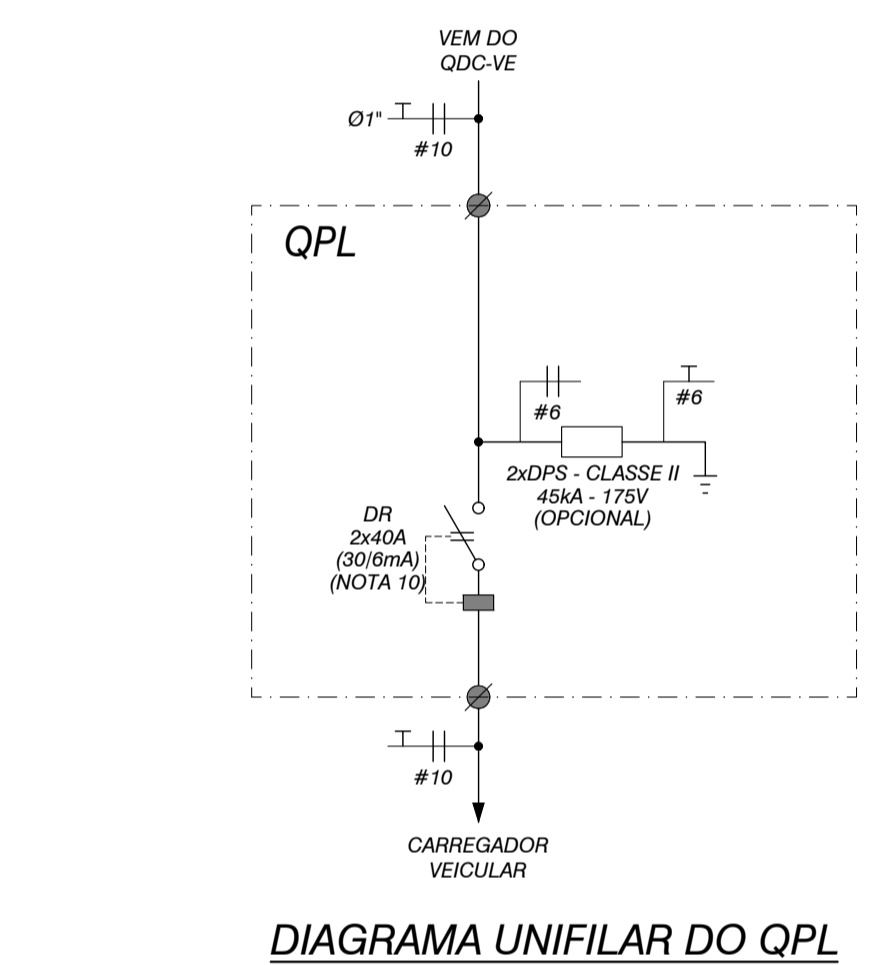 VEM DO
QDC-VE
Ø1"
#10
QPL
#6
#6
2xDPS - CLASSE II
45kA - 175V
(OPCIONAL)
DR
2x40A
(30/6mA)
(NOTA 10)
#10
CARREGADOR
VEICULAR
DIAGRAMA UNIFILAR DO QPL